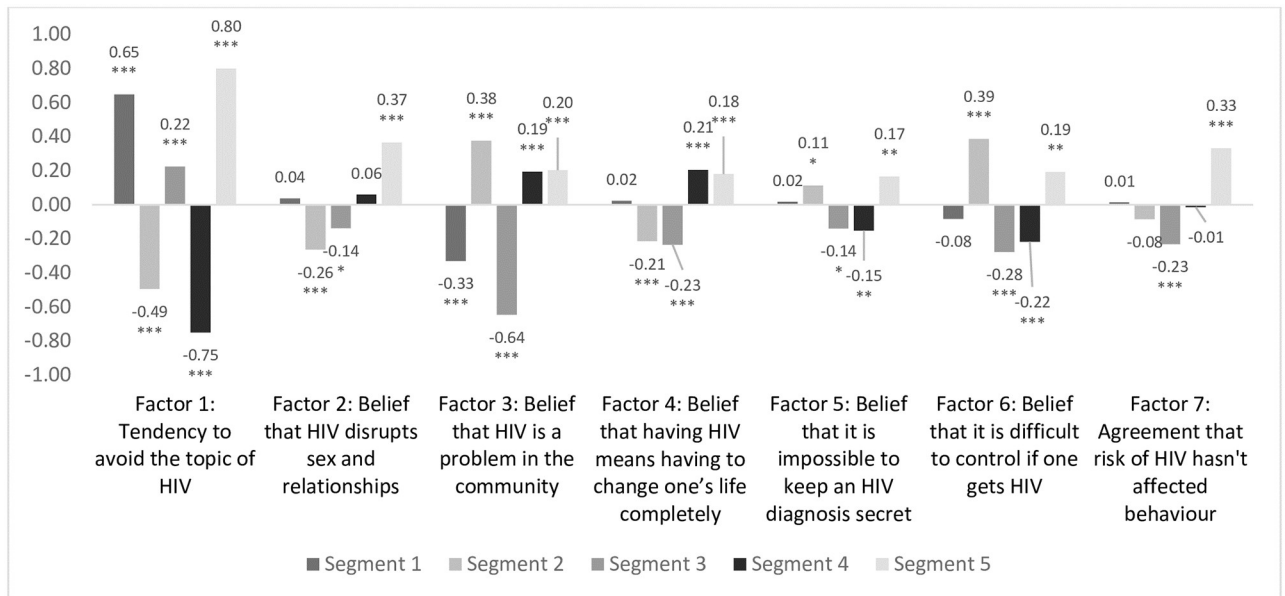 1.00
0.80
0.60
0.40
0.20
0.00
-0.20
-0.40
-0.60
-0.80
-1.00
0.65
***
-0.49
***
0.22
***
-0.75
***
0.80
***
0.04
-0.26
***
-0.14
*
0.06
0.37
***
-0.33
***
0.38
***
-0.64
***
0.19
***
0.20
***
0.02
-0.21
***
-0.23
***
0.21
***
0.18
***
0.02
0.11
*
-0.14
*
-0.15
**
0.17
**
-0.08
0.39
***
-0.28
***
-0.22
***
0.19
**
0.01
-0.08
-0.23
***
-0.01
0.33
***
Factor 1:
Tendency to
avoid the topic of
HIV
Factor 2: Belief
that HIV disrupts
sex and
relationships
Factor 3: Belief
that HIV is a
problem in the
community
Factor 4: Belief
that having HIV
means having to
change one’s life
completely
Factor 5: Belief
that it is
impossible to
keep an HIV
diagnosis secret
Factor 6: Belief
that it is difficult
to control if one
gets HIV
Factor 7:
Agreement that
risk of HIV hasn't
affected
behaviour
Segment 1
Segment 2
Segment 3
Segment 4
Segment 5